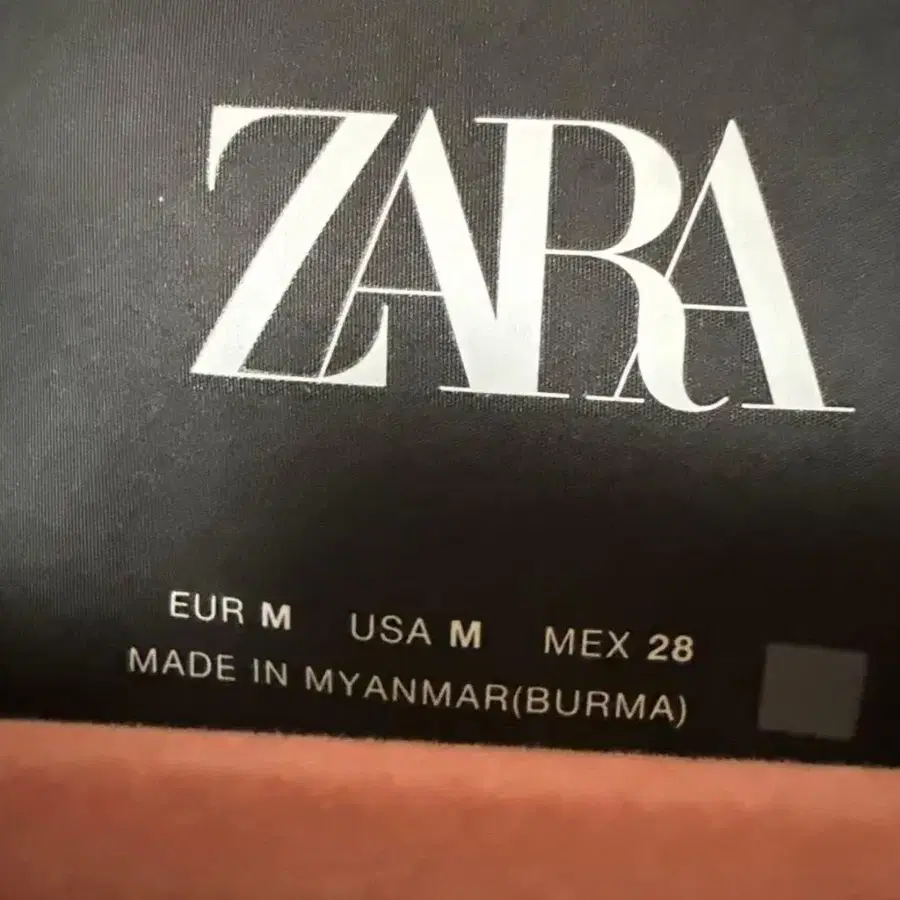 ZARA
EUR M USA M MEX 28
MADE IN MYANMAR(BURMA)